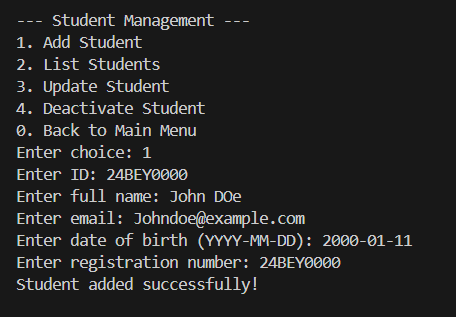 --- Student Management ---
1. Add Student
2. List Students
3. Update Student
4. Deactivate Student
0. Back to Main Menu
Enter choice: 1
Enter ID: 24BEY0000
Enter full name: John DOe
Enter email: Johndoe@example.com
Enter date of birth (YYYY-MM-DD): 2000-01-11
Enter registration number: 24BEY0000
Student added successfully!